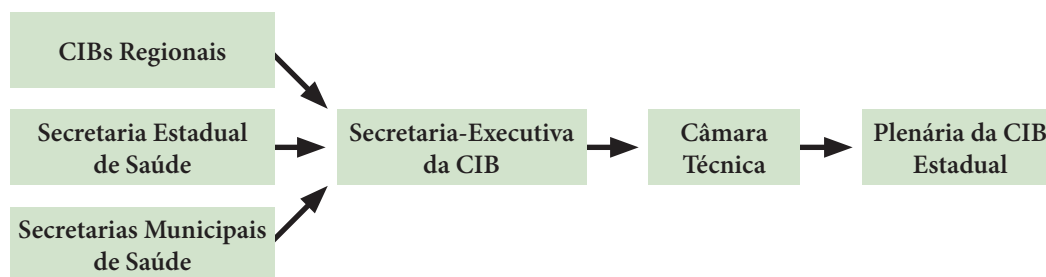 CIBs Regionais
Secretaria Estadual
de Saúde
Secretarias Municipais
de Saúde
Secretaria-Executiva
da CIB
Câmara
Técnica
Plenária da CIB
Estadual